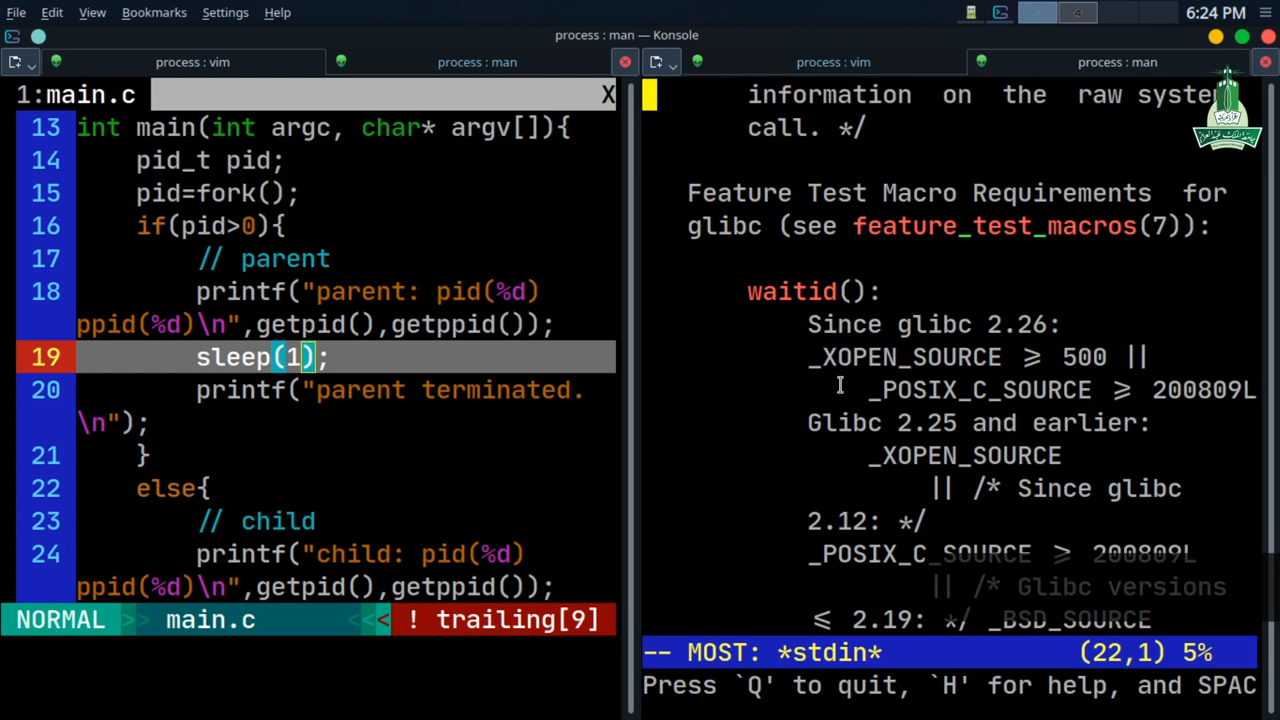 File Edit View Bookmarks Settings Help
6:24 PM
process : man — Konsole
process : vim
process : man
process : vim
process : man
1:main.c X
13 int main(int argc, char* argv[]){
14 pid_t pid;
15 pid=fork();
16 if(pid>0){
17 // parent
18 printf("parent: pid(%d)
ppid(%d)\n",getpid(),getppid());
19 sleep(1);
20 printf("parent terminated.
\n");
21 }
22 else{
23 // child
24 printf("child: pid(%d)
ppid(%d)\n",getpid(),getppid());
NORMAL >> main.c << ! trailing[9]
information on the raw system
call. */
Feature Test Macro Requirements for
glibc (see feature_test_macros(7)):
waitid():
Since glibc 2.26:
_XOPEN_SOURCE >= 500 ||
_POSIX_C_SOURCE >= 200809L
Glibc 2.25 and earlier:
_XOPEN_SOURCE
|| /* Since glibc
2.12: */
_POSIX_C_SOURCE >= 200809L
|| /* Glibc versions
<= 2.19: */ _BSD_SOURCE
-- MOST: *stdin* (22,1) 5%
Press `Q' to quit, `H' for help, and SPAC